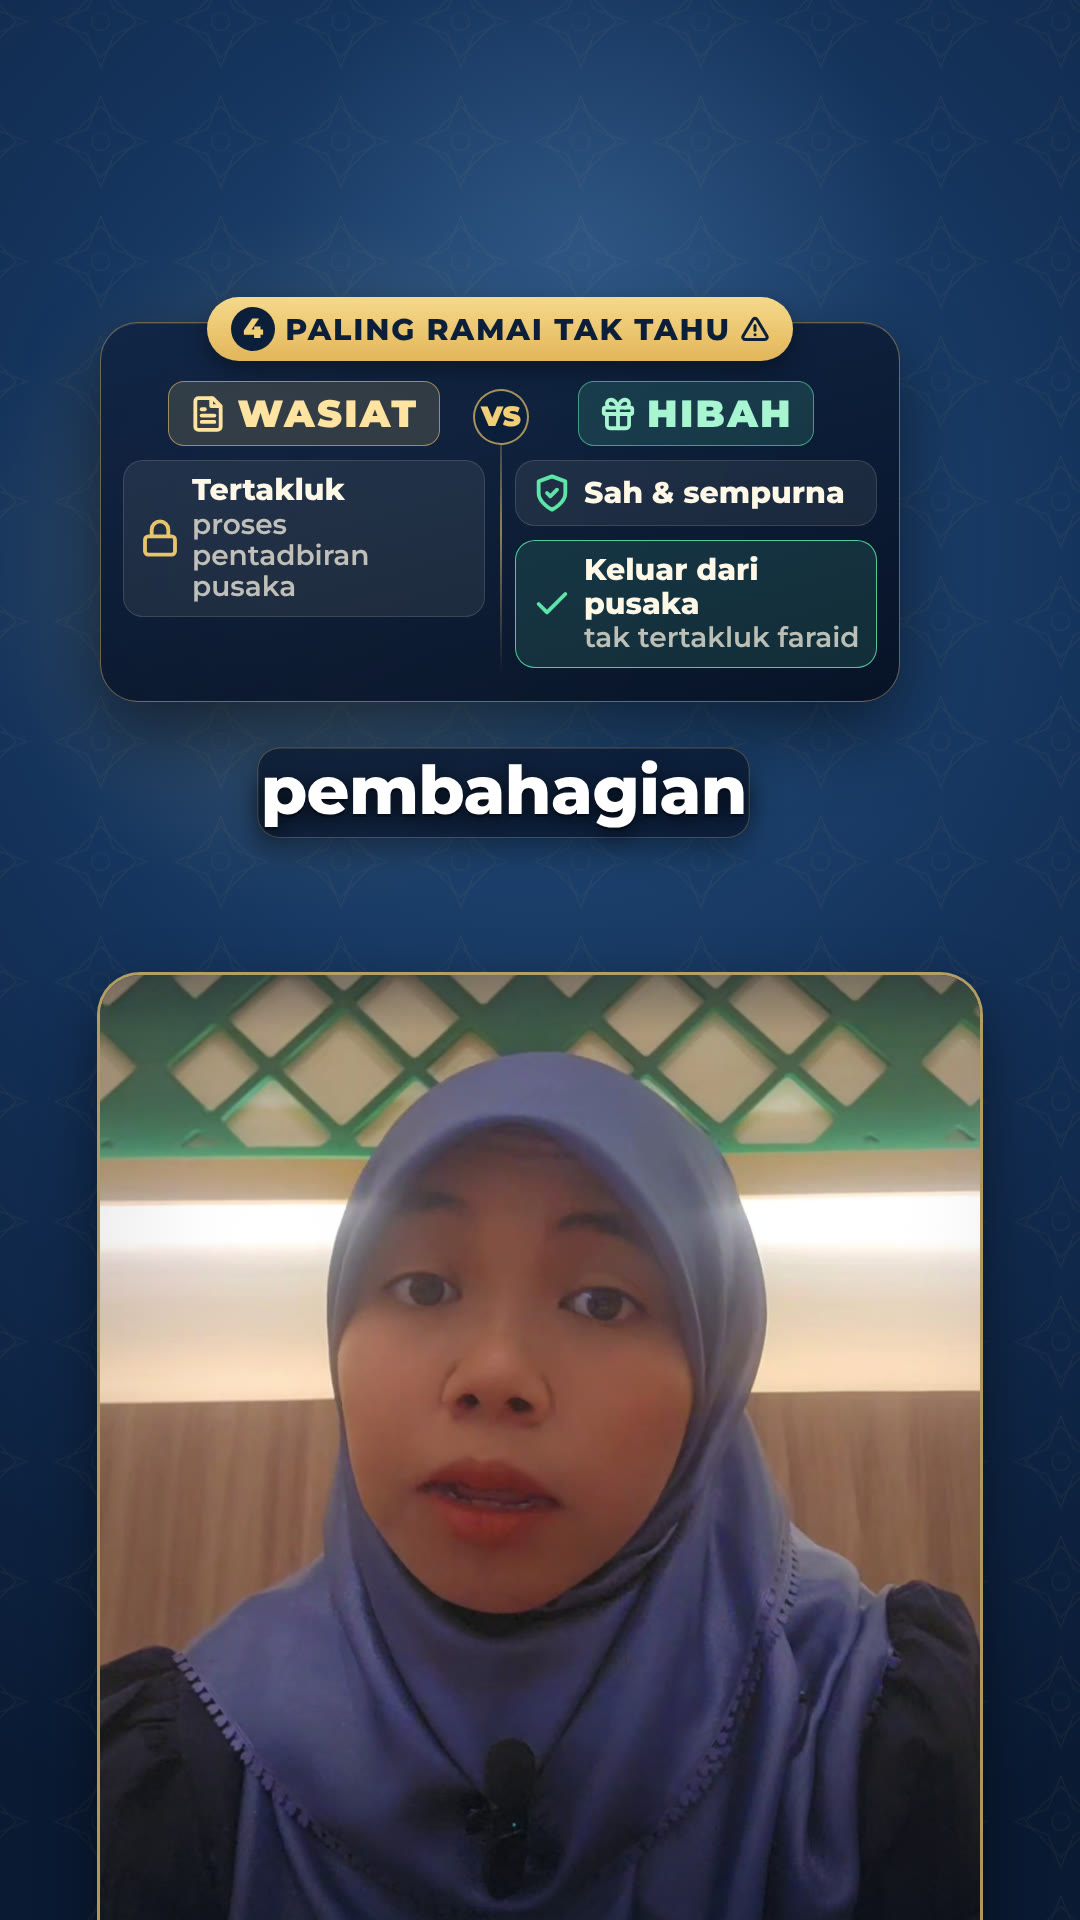 4 PALING RAMAI TAK TAHU
WASIAT
VS
HIBAH
Tertakluk
proses
pentadbiran
pusaka
Sah & sempurna
Keluar dari
pusaka
tak tertakluk faraid
pembahagian